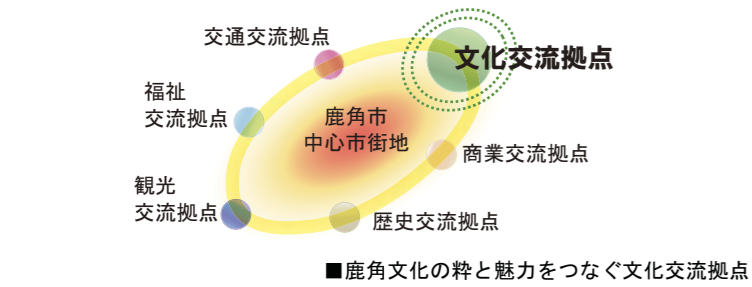 交通交流拠点
文化交流拠点
福祉
交流拠点
鹿角市
中心市街地
商業交流拠点
観光
交流拠点
歴史交流拠点
■鹿角文化の粋と魅力をつなぐ文化交流拠点